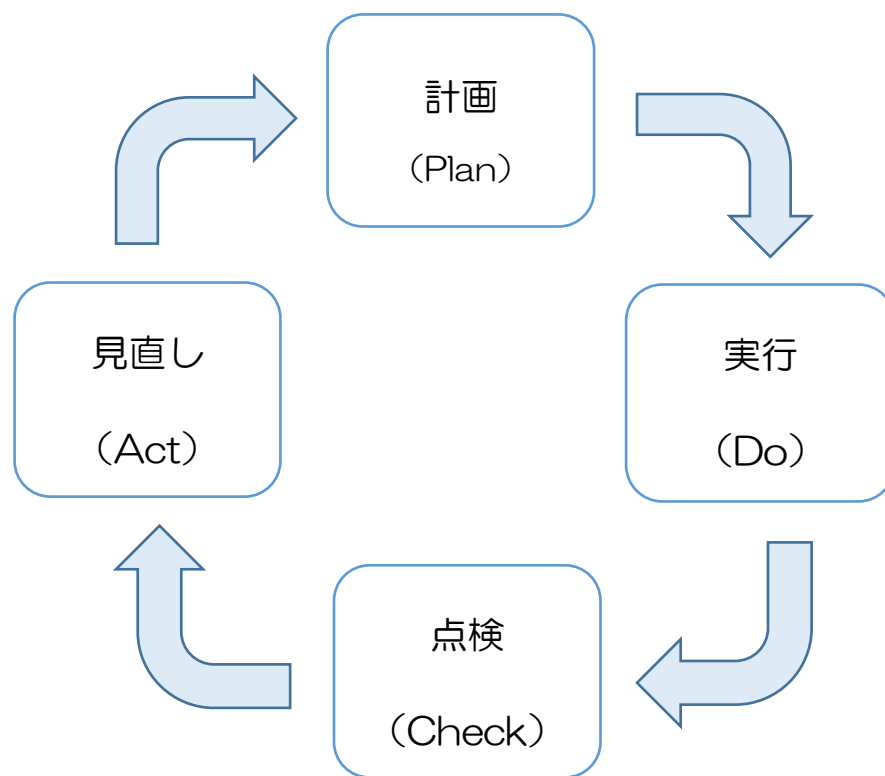 計画
（Plan）
見直し
（Act）
実行
（Do）
点検
（Check）